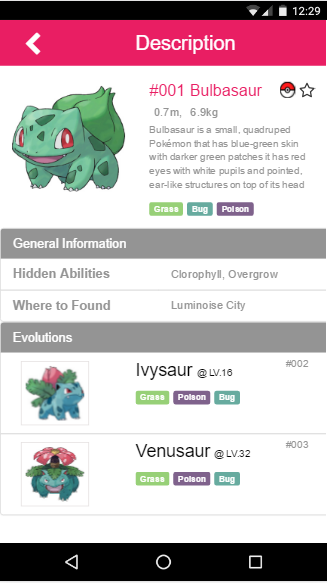 12:29
Description
#001 Bulbasaur
0.7m, 6.9kg
Bulbasaur is a small, quadruped
Pokémon that has blue-green skin
with darker green patches it has red
eyes with white pupils and pointed,
ear-like structures on top of its head
Grass Bug Poison
General Information
Hidden Abilities Clorophyll, Overgrow
Where to Found Luminoise City
Evolutions
Ivysaur @ LV.16 #002
Grass Poison Bug
Venusaur @ LV.32 #003
Grass Poison Bug